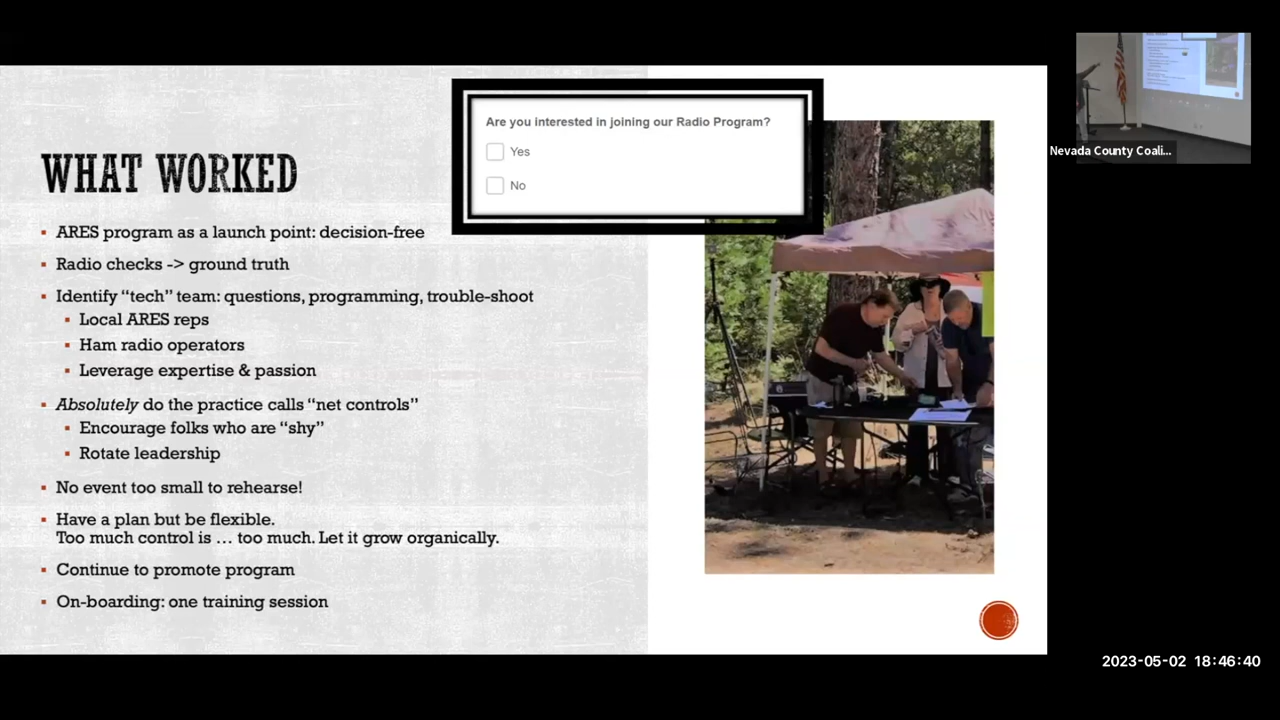 Are you interested in joining our Radio Program?
Yes
No
WHAT WORKED
ARES program as a launch point: decision-free
Radio checks -> ground truth
Identify “tech” team: questions, programming, trouble-shoot
Local ARES reps
Ham radio operators
Leverage expertise & passion
Absolutely do the practice calls “net controls”
Encourage folks who are “shy”
Rotate leadership
No event too small to rehearse!
Have a plan but be flexible.
Too much control is … too much. Let it grow organically.
Continue to promote program
On-boarding: one training session
Nevada County Coali...
2023-05-02 18:46:40